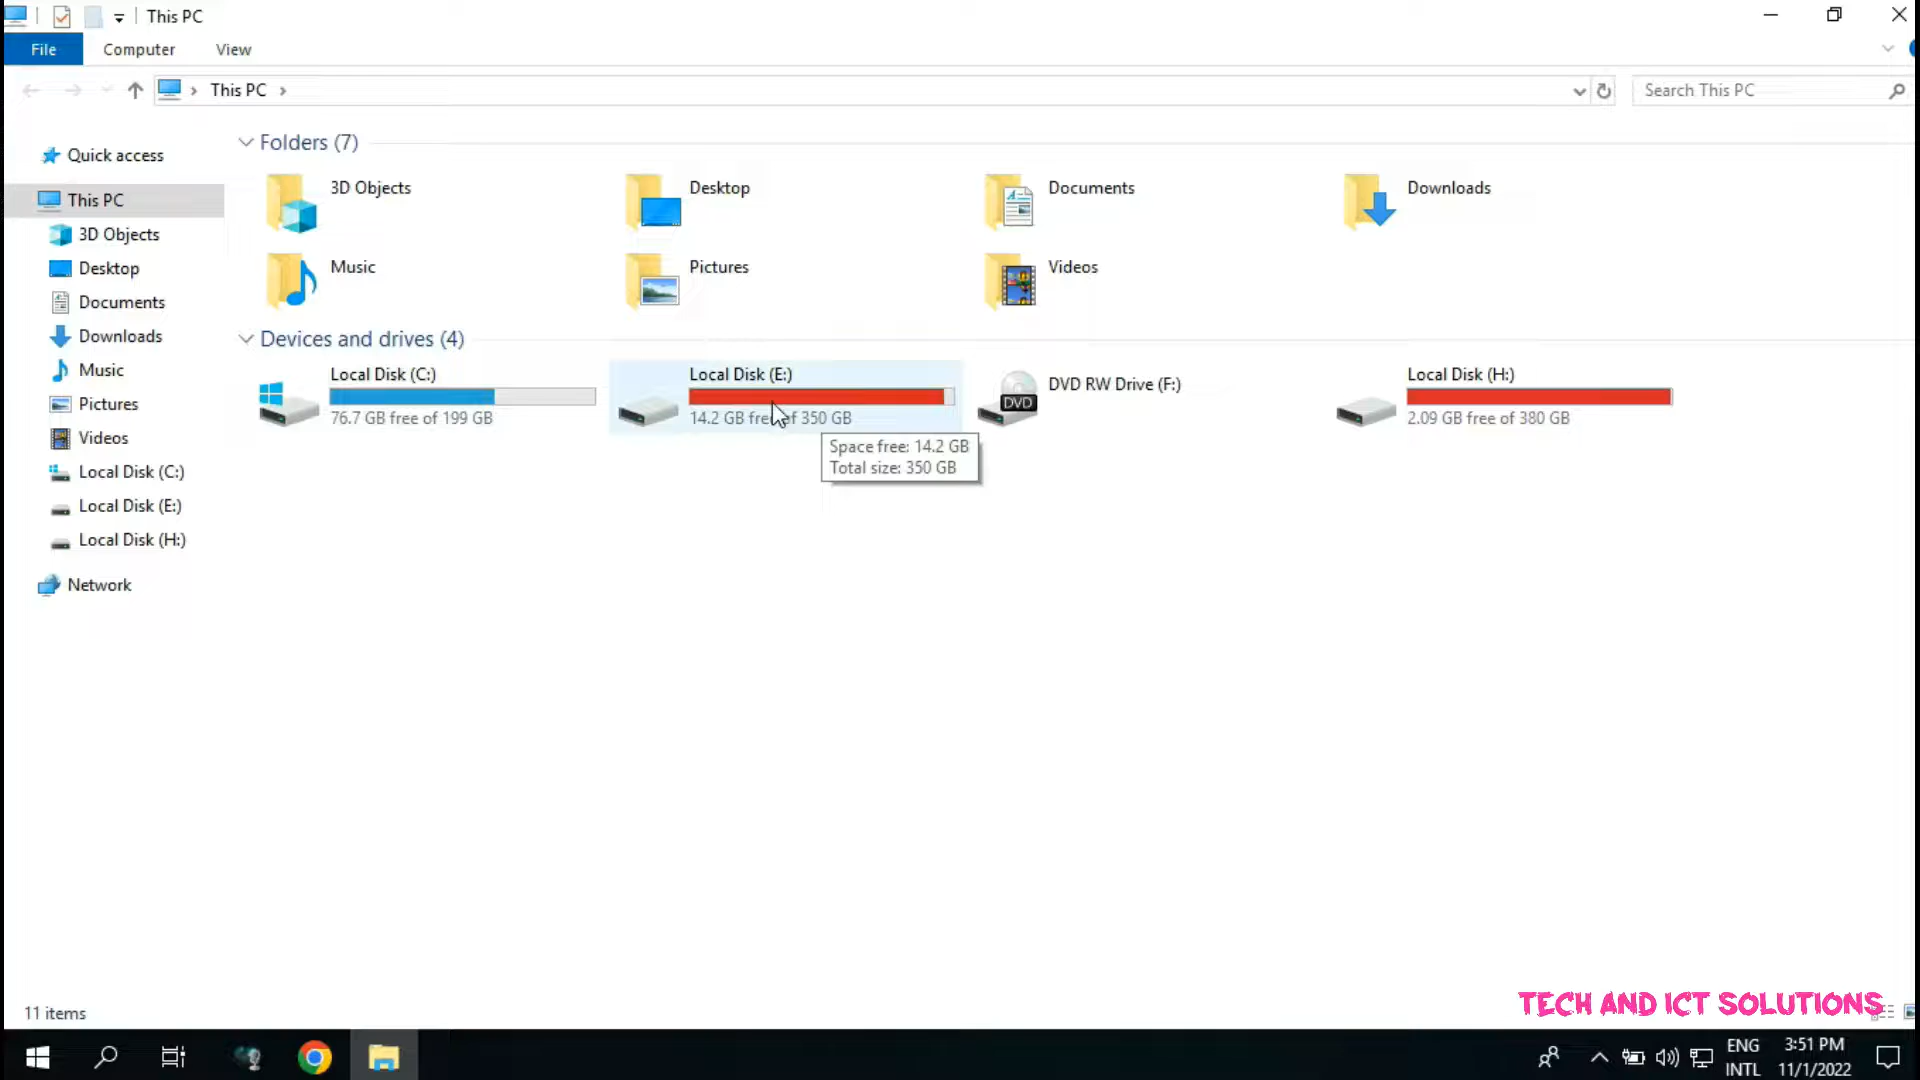 This PC
File Computer View
This PC
Search This PC
Quick access
This PC
3D Objects
Desktop
Documents
Downloads
Music
Pictures
Videos
Local Disk (C:)
Local Disk (E:)
Local Disk (H:)
Network
Folders (7)
3D Objects
Desktop
Documents
Downloads
Music
Pictures
Videos
Devices and drives (4)
Local Disk (C:)
76.7 GB free of 199 GB
Local Disk (E:)
14.2 GB free of 350 GB
DVD RW Drive (F:)
DVD
Local Disk (H:)
2.09 GB free of 380 GB
Space free: 14.2 GB
Total size: 350 GB
11 items
TECH AND ICT SOLUTIONS
ENG
INTL
3:51 PM
11/1/2022